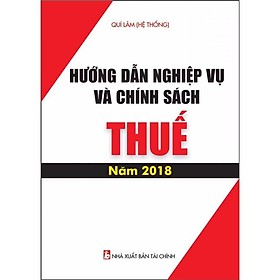 QUÍ LÂM (HỆ THỐNG)
HƯỚNG DẪN NGHIỆP VỤ
VÀ CHÍNH SÁCH
THUẾ
Năm 2018
NHÀ XUẤT BẢN TÀI CHÍNH